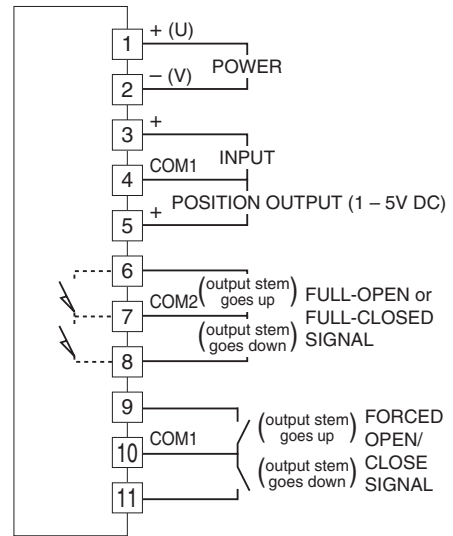 1 + (U)
POWER
2 – (V)
3 +
INPUT
4 COM1
POSITION OUTPUT (1 – 5V DC)
5 +
6
(output stem goes up)
7 COM2
FULL-OPEN or
FULL-CLOSED
SIGNAL
(output stem goes down)
8
9
(output stem goes up)
10 COM1
FORCED
OPEN/
CLOSE
SIGNAL
(output stem goes down)
11